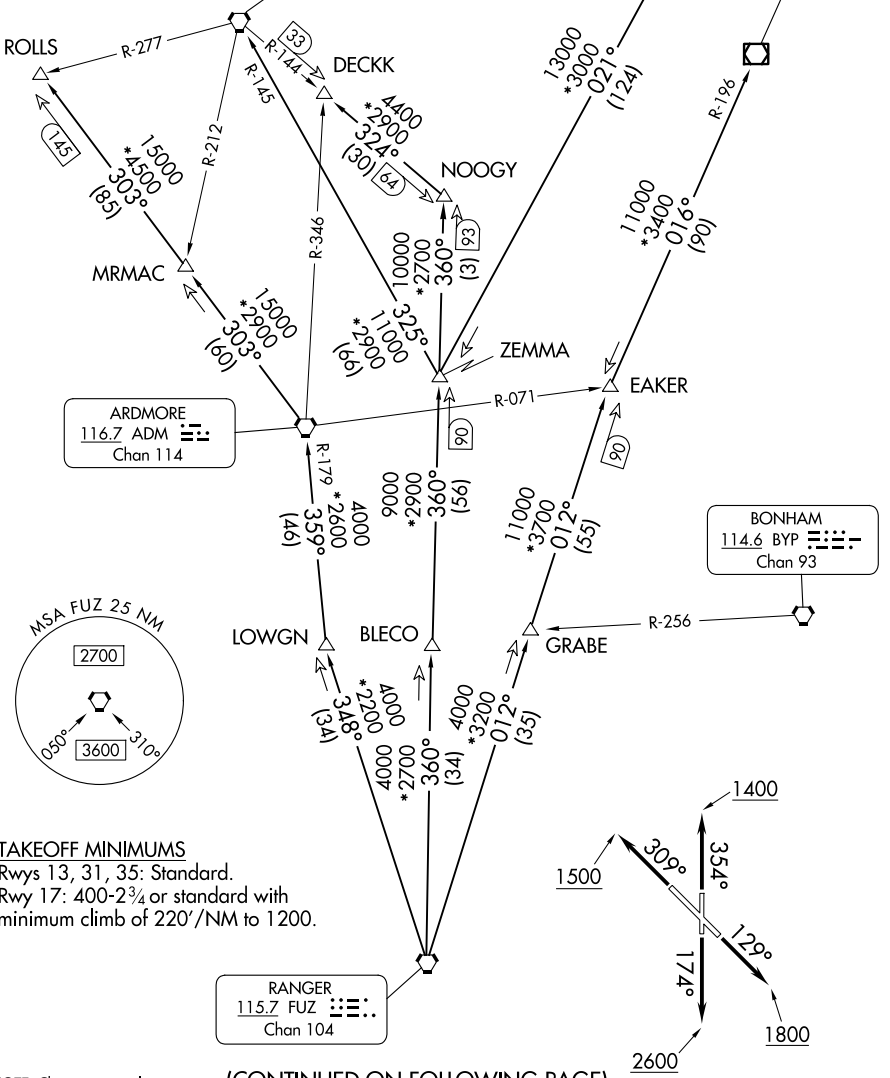 ROLLS
R-277
33
R-144
DECKK
R-145
13000
*3000
021°
(124)
R-196
145
15000
*4500
303°
(85)
R-212
4400
*2900
324°
(30)
64
NOOGY
93
R-346
10000
*2700
360°
(3)
11000
*3400
016°
(90)
MRMAC
15000
*2900
303°
(60)
325°
11000
*2900
(66)
ZEMMA
R-071
EAKER
ARDMORE
116.7 ADM
Chan 114
R-179
90
90
4000
*2600
359°
(46)
9000
*2900
360°
(56)
11000
*3700
012°
(55)
BONHAM
114.6 BYP
Chan 93
R-256
LOWGN
BLECO
GRABE
MSA FUZ 25 NM
2700
050°
3600
310°
4000
*2200
348°
(34)
4000
*2700
360°
(34)
4000
*3200
012°
(35)
TAKEOFF MINIMUMS
Rwys 13, 31, 35: Standard.
Rwy 17: 400-2¾ or standard with
minimum climb of 220'/NM to 1200.
1400
1500
309°
354°
129°
174°
1800
2600
RANGER
115.7 FUZ
Chan 104
(CONTINUED ON FOLLOWING PAGE)